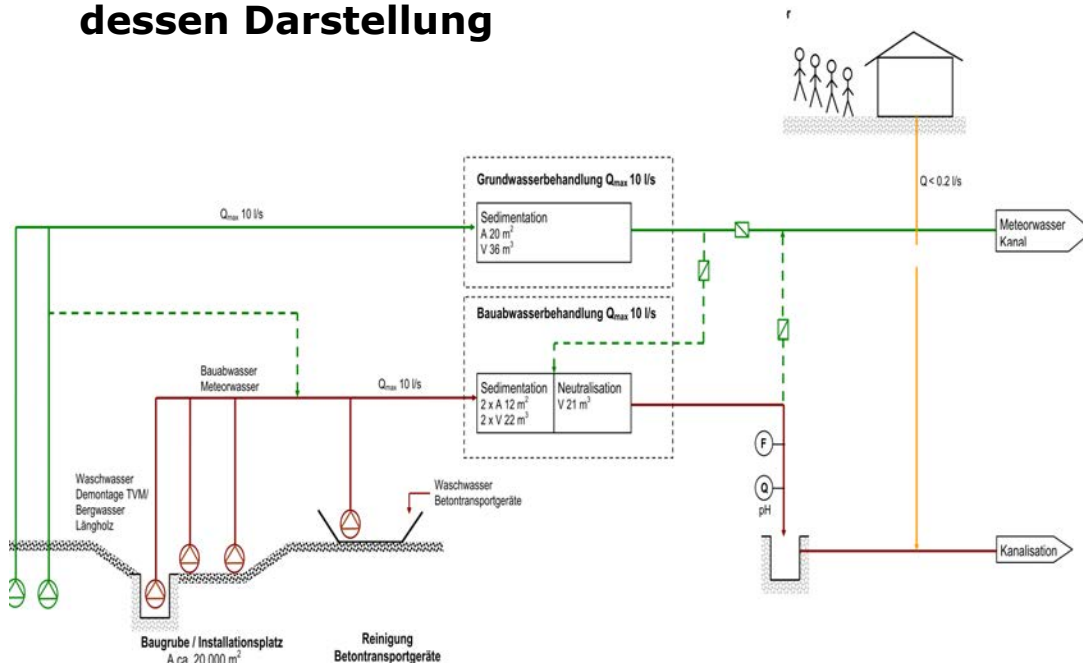 dessen Darstellung
r
Grundwasserbehandlung Qmax 10 l/s
Q < 0.2 l/s
Qmax 10 l/s
Sedimentation
A 20 m²
V 36 m³
Meteorwasser
Kanal
Bauabwasserbehandlung Qmax 10 l/s
Bauabwasser
Meteorwasser
Qmax 10 l/s
Sedimentation
2 x A 12 m²
2 x V 22 m³
Neutralisation
V 21 m³
F
Waschwasser
Demontage TVM/
Bergwasser
Längholz
Waschwasser
Betontransportgeräte
Q
pH
Kanalisation
Baugrube / Installationsplatz
A ca. 20'000 m²
Reinigung
Betontransportgeräte